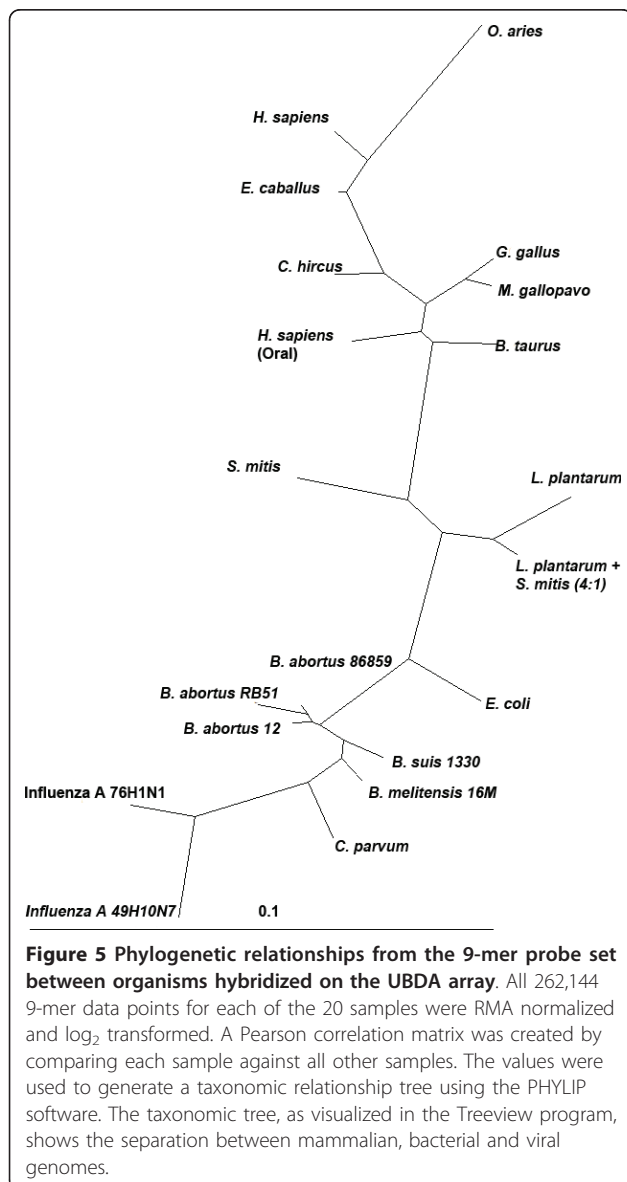 O. aries
H. sapiens
E. caballus
G. gallus
C. hircus
M. gallopavo
H. sapiens
(Oral)
B. taurus
S. mitis
L. plantarum
L. plantarum +
S. mitis (4:1)
B. abortus 86859
B. abortus RB51
E. coli
B. abortus 12
B. suis 1330
Influenza A 76H1N1
B. melitensis 16M
C. parvum
Influenza A 49H10N7
0.1
Figure 5 Phylogenetic relationships from the 9-mer probe set
between organisms hybridized on the UBDA array. All 262,144
9-mer data points for each of the 20 samples were RMA normalized
and log₂ transformed. A Pearson correlation matrix was created by
comparing each sample against all other samples. The values were
used to generate a taxonomic relationship tree using the PHYLIP
software. The taxonomic tree, as visualized in the Treeview program,
shows the separation between mammalian, bacterial and viral
genomes.